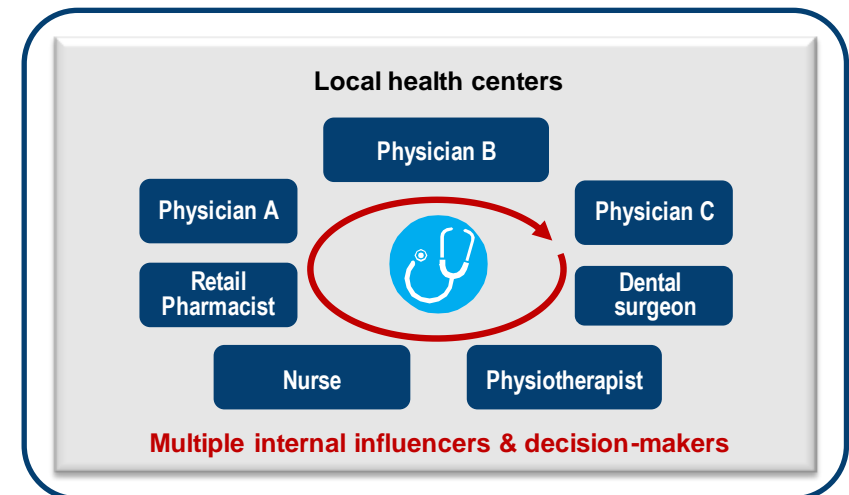 Local health centers
Physician B
Physician A
Physician C
Retail
Pharmacist
Dental
surgeon
Nurse
Physiotherapist
Multiple internal influencers & decision-makers